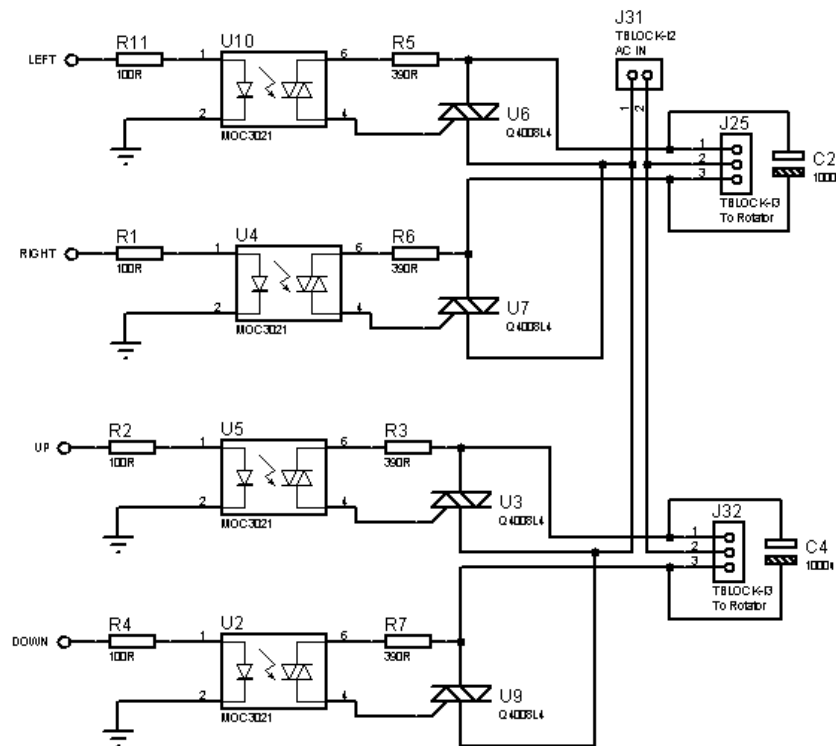 J31
TBLOCK-I2
AC IN
1
2
LEFT
R11
100R
U10
1
2
6
4
MOC3021
R5
390R
U6
Q4008L4
J25
1
2
3
TBLOCK-I3
To Rotator
C2
RIGHT
R1
100R
U4
1
2
6
4
MOC3021
R6
390R
U7
Q4008L4
UP
R2
100R
U5
1
2
6
4
MOC3021
R3
390R
U3
Q4008L4
J32
1
2
3
TBLOCK-I3
To Rotator
C4
DOWN
R4
100R
U2
1
2
6
4
MOC3021
R7
390R
U9
Q4008L4